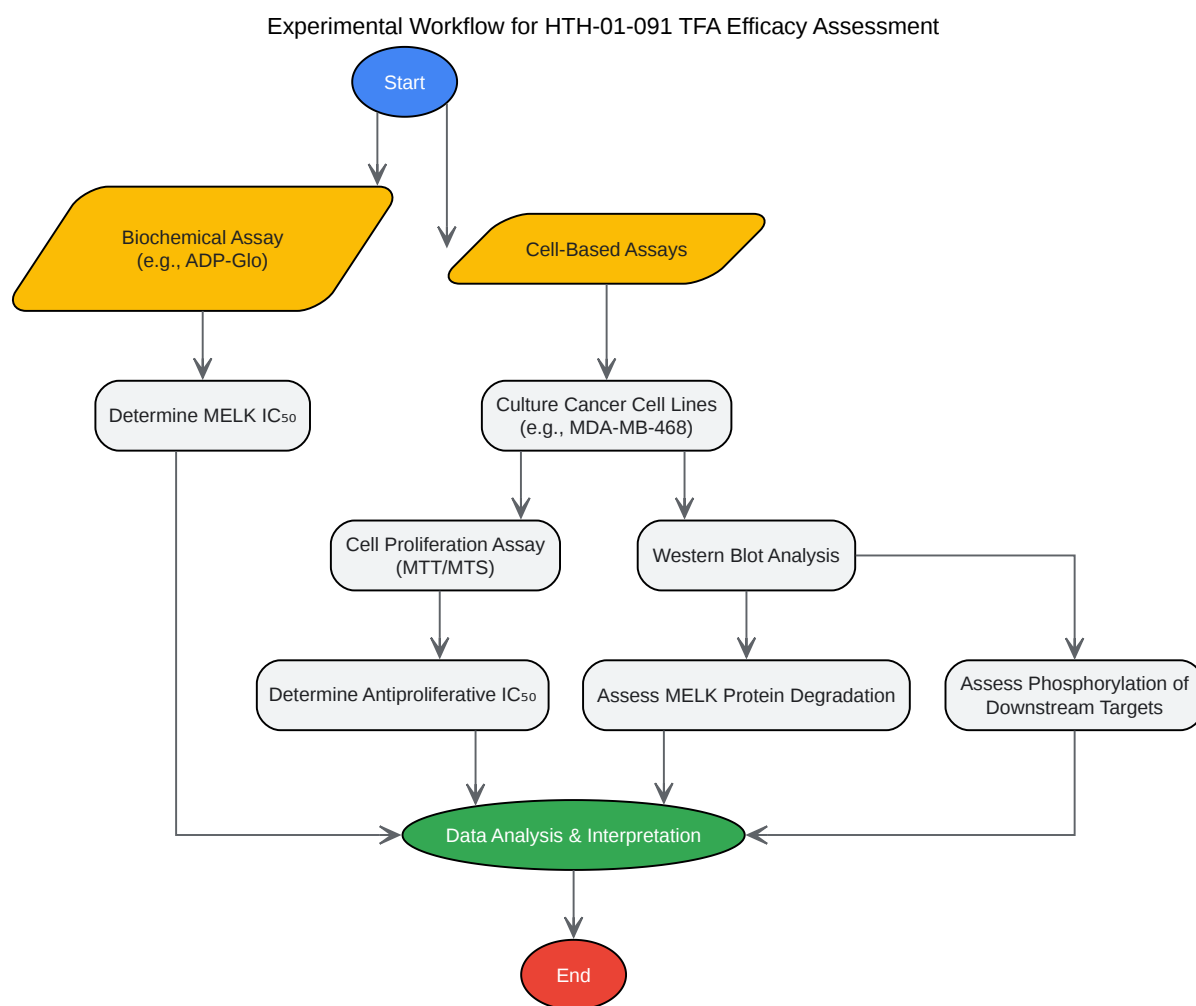 Experimental Workflow for HTH-01-091 TFA Efficacy Assessment
Start
Biochemical Assay
(e.g., ADP-Glo)
Cell-Based Assays
Determine MELK IC₅₀
Culture Cancer Cell Lines
(e.g., MDA-MB-468)
Cell Proliferation Assay
(MTT/MTS)
Western Blot Analysis
Determine Antiproliferative IC₅₀
Assess MELK Protein Degradation
Assess Phosphorylation of
Downstream Targets
Data Analysis & Interpretation
End